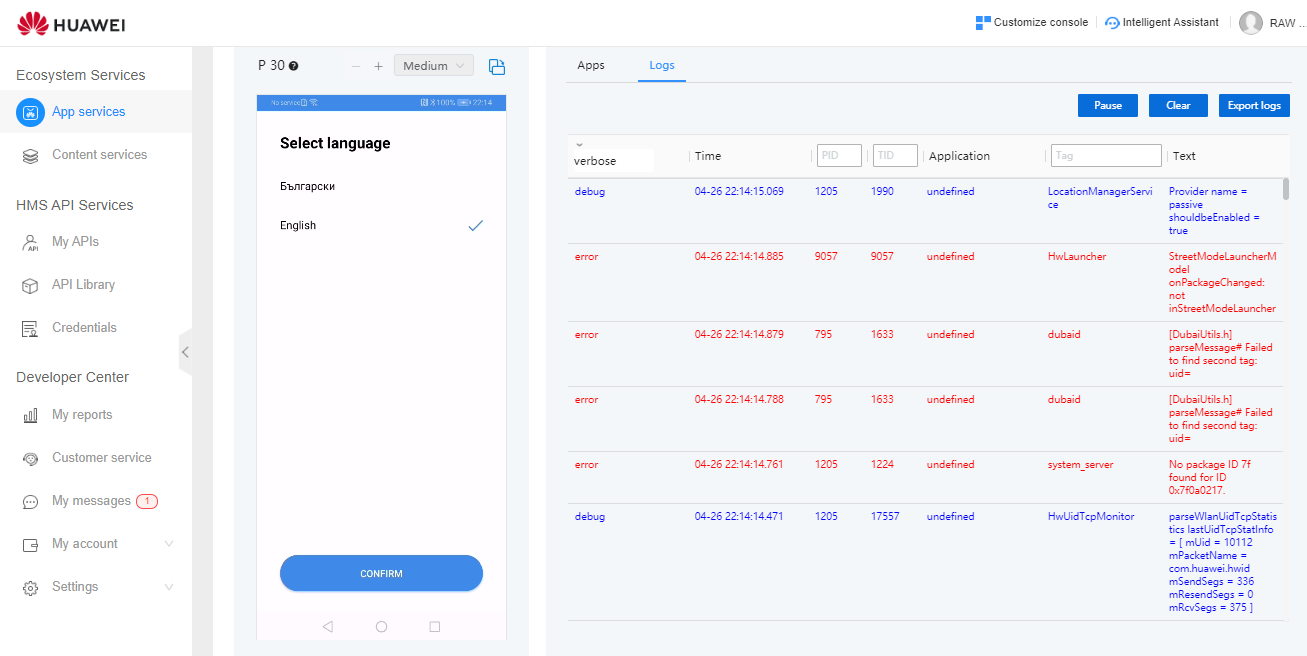 HUAWEI
Customize console
Intelligent Assistant
RAW ...
Ecosystem Services
App services
Content services
HMS API Services
My APIs
API Library
Credentials
Developer Center
My reports
Customer service
My messages 1
My account
Settings
P 30 ?
− + Medium
No service 100% 22:14
Select language
Български
English
CONFIRM
Apps Logs
Pause Clear Export logs
verbose Time PID TID Application Tag Text
debug 04-26 22:14:15.069 1205 1990 undefined LocationManagerServi Provider name =
ce passive
shouldbeEnabled =
true
error 04-26 22:14:14.885 9057 9057 undefined HwLauncher StreetModeLauncherM
odel
onPackageChanged:
not
inStreetModeLauncher
error 04-26 22:14:14.879 795 1633 undefined dubaid [DubaiUtils.h]
parseMessage# Failed
to find second tag:
uid=
error 04-26 22:14:14.788 795 1633 undefined dubaid [DubaiUtils.h]
parseMessage# Failed
to find second tag:
uid=
error 04-26 22:14:14.761 1205 1224 undefined system_server No package ID 7f
found for ID
0x7f0a0217.
debug 04-26 22:14:14.471 1205 17557 undefined HwUidTcpMonitor parseWlanUidTcpStatis
tics lastUidTcpStatInfo
= [ mUid = 10112
mPacketName =
com.huawei.hwid
mSendSegs = 336
mResendSegs = 0
mRcvSegs = 375 ]